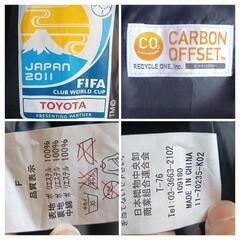 JAPAN
2011
FIFA
CLUB WORLD CUP
TOYOTA
PRESENTING PARTNER
CO2
CARBON
OFFSET
RECYCLE ONE, Inc.
F
品質表示
表地 ポリエステル 100%
裏地 ポリエステル 100%
中綿 ポリエステル 100%
日本織物中央卸
商業組合連合会
T-76
Tel:03-3663-2102
TO9180
MADE IN CHINA
11-70235-K02